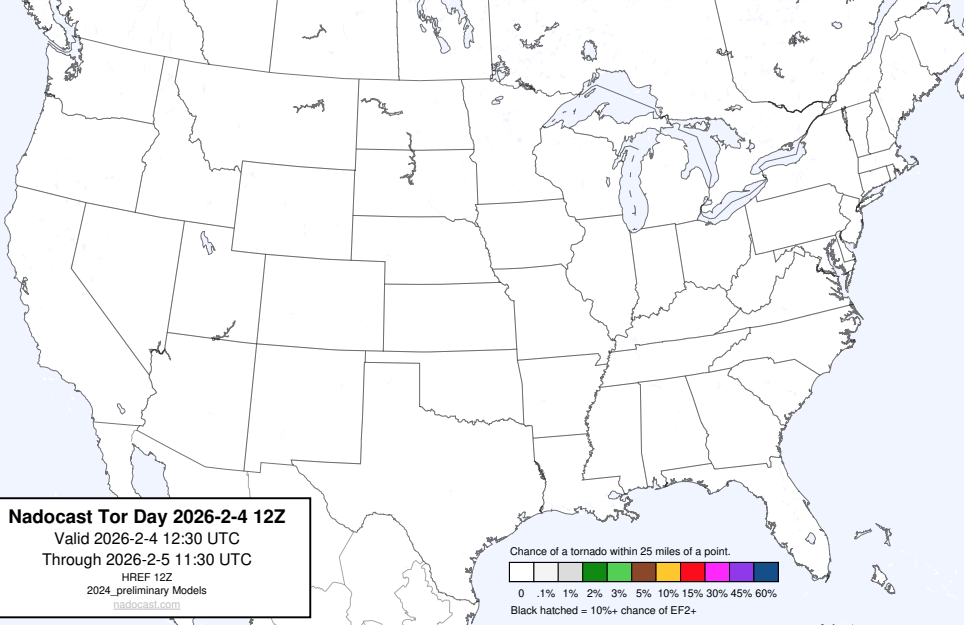 Nadocast Tor Day 2026-2-4 12Z
Valid 2026-2-4 12:30 UTC
Through 2026-2-5 11:30 UTC
HREF 12Z
2024_preliminary Models
nadocast.com
Chance of a tornado within 25 miles of a point.
0 .1% 1% 2% 3% 5% 10% 15% 30% 45% 60%
Black hatched = 10%+ chance of EF2+